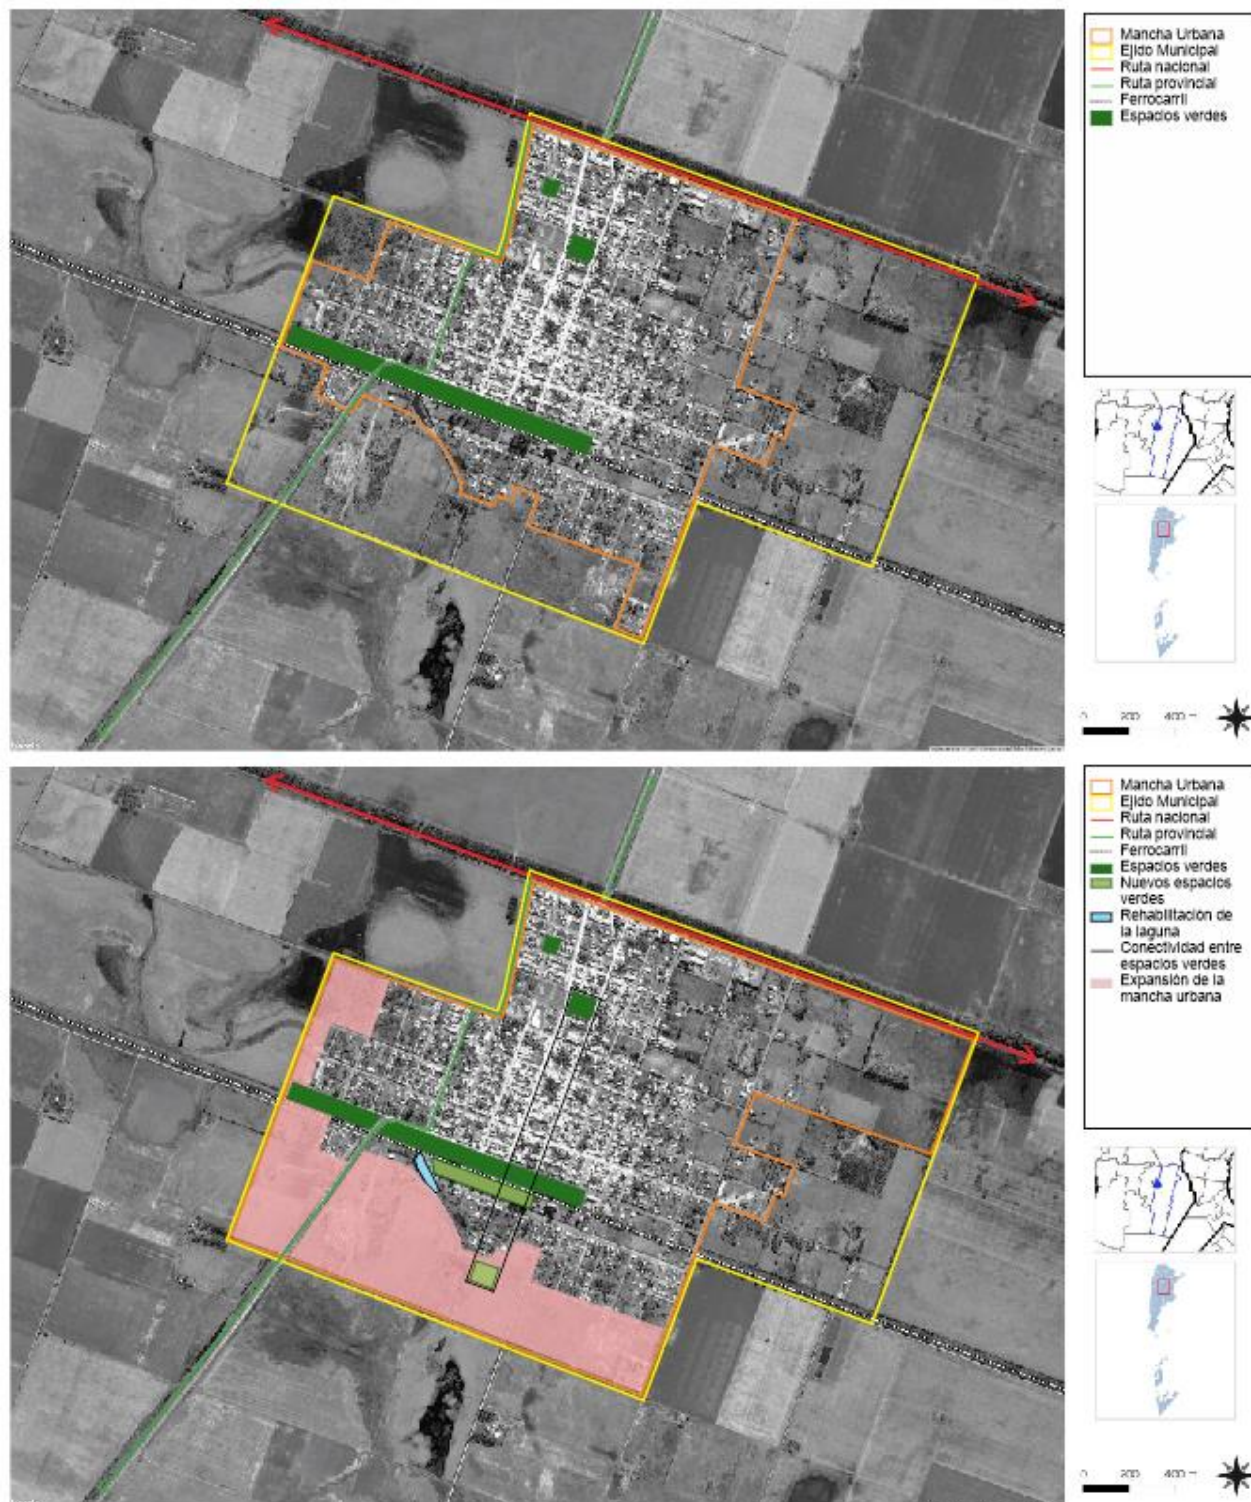 Mancha Urbana
Ejido Municipal
Ruta nacional
Ruta provincial
Ferrocarril
Espacios verdes
0 200 400 m
Mancha Urbana
Ejido Municipal
Ruta nacional
Ruta provincial
Ferrocarril
Espacios verdes
Nuevos espacios
verdes
Rehabilitación de
la laguna
Conectividad entre
espacios verdes
Expansión de la
mancha urbana
0 200 400 m